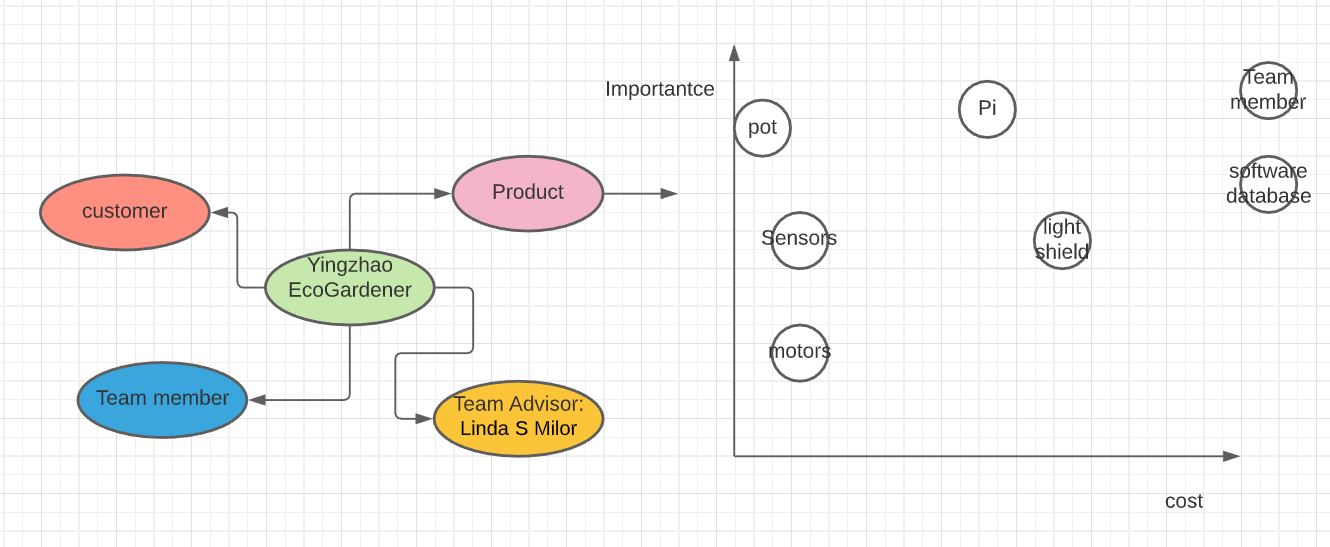 customer
Product
Yingzhao
EcoGardener
Team member
Team Advisor:
Linda S Milor
Importantce
pot
Pi
Team
member
software
database
Sensors
light
shield
motors
cost